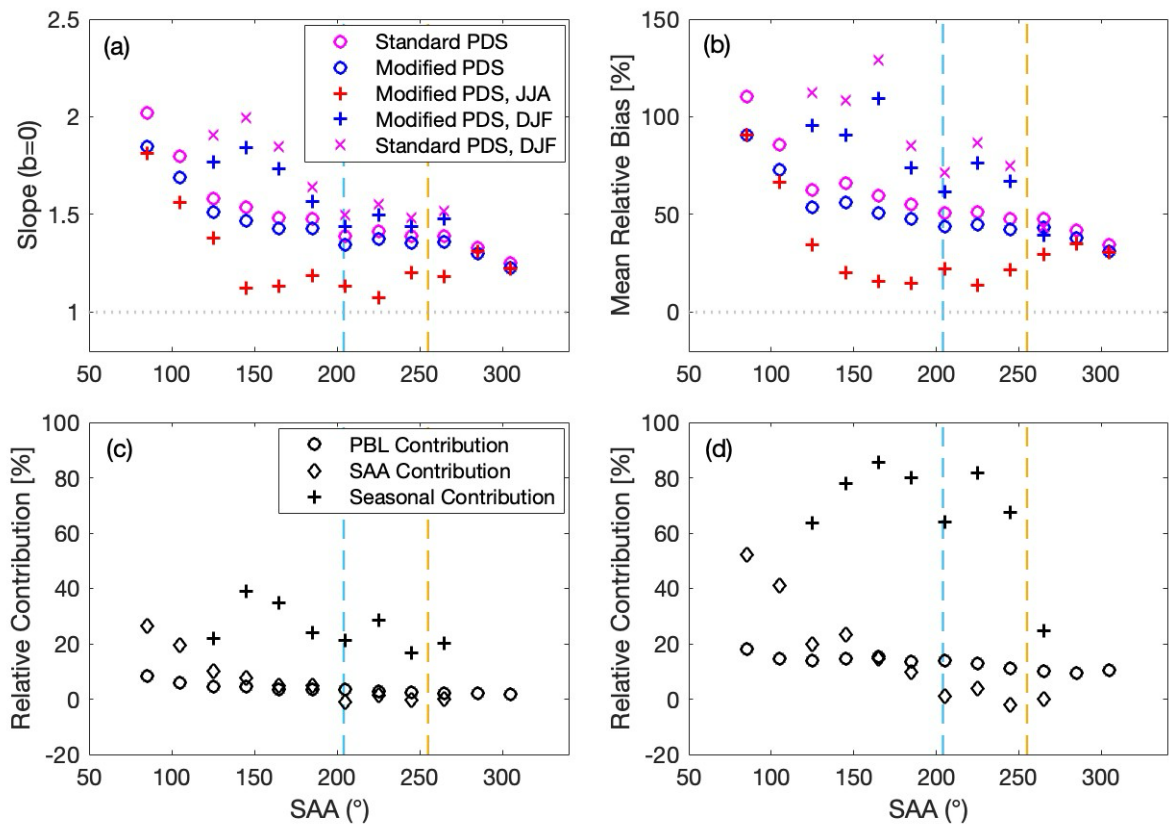 (a)
Standard PDS
Modified PDS
Modified PDS, JJA
Modified PDS, DJF
Standard PDS, DJF
2.5
2
1.5
1
Slope (b=0)
50 100 150 200 250 300
(b)
150
100
50
0
Mean Relative Bias [%]
50 100 150 200 250 300
(c)
PBL Contribution
SAA Contribution
Seasonal Contribution
100
80
60
40
20
0
-20
Relative Contribution [%]
50 100 150 200 250 300
SAA (°)
(d)
100
80
60
40
20
0
-20
Relative Contribution [%]
50 100 150 200 250 300
SAA (°)